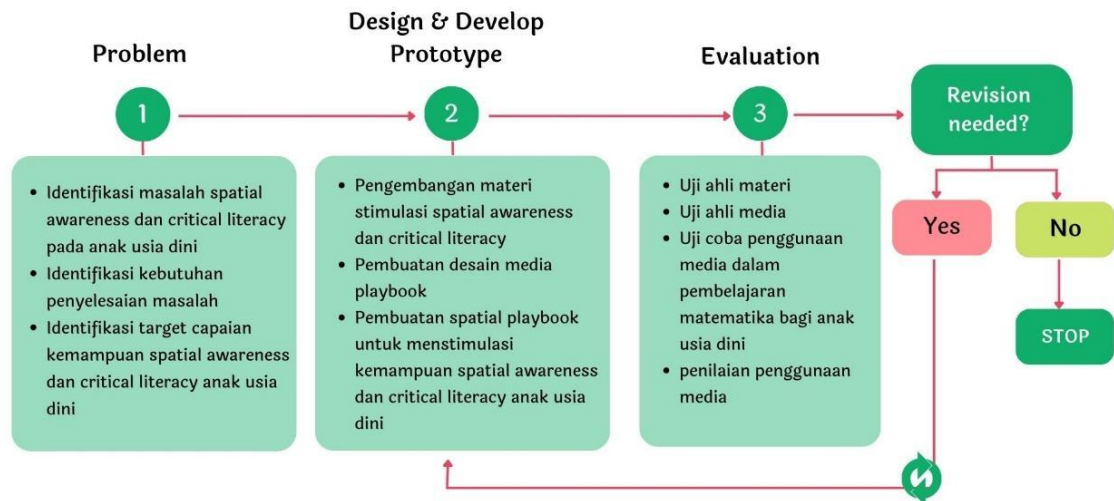 Problem
1
• Identifikasi masalah spatial
awareness dan critical literacy
pada anak usia dini
• Identifikasi kebutuhan
penyelesaian masalah
• Identifikasi target capaian
kemampuan spatial awareness
dan critical literacy anak usia
dini
Design & Develop
Prototype
2
• Pengembangan materi
stimulasi spatial awareness
dan critical literacy
• Pembuatan desain media
playbook
• Pembuatan spatial playbook
untuk menstimulasi
kemampuan spatial awareness
dan critical literacy anak usia
dini
Evaluation
3
• Uji ahli materi
• Uji ahli media
• Uji coba penggunaan
media dalam
pembelajaran
matematika bagi anak
usia dini
• penilaian penggunaan
media
Revision
needed?
Yes
No
STOP